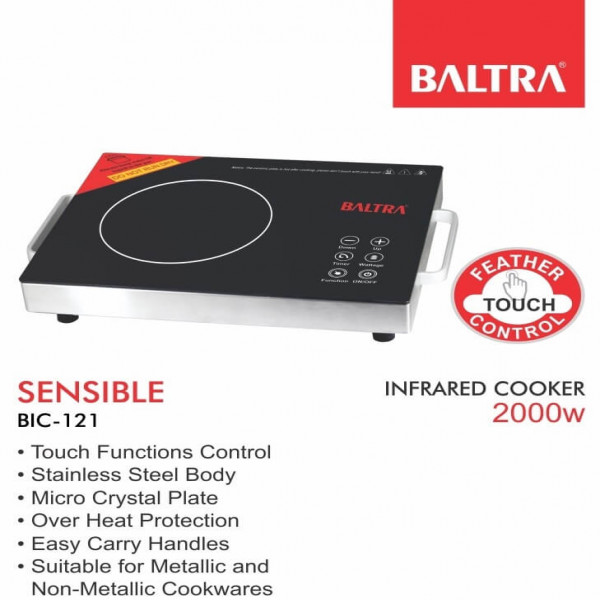 BALTRA®
DO NOT RUN DRY
BALTRA
Down Up
Timer Wattage
Function ON/OFF
FEATHER
TOUCH
CONTROL
SENSIBLE
BIC-121
INFRARED COOKER
2000w
• Touch Functions Control
• Stainless Steel Body
• Micro Crystal Plate
• Over Heat Protection
• Easy Carry Handles
• Suitable for Metallic and
Non-Metallic Cookwares